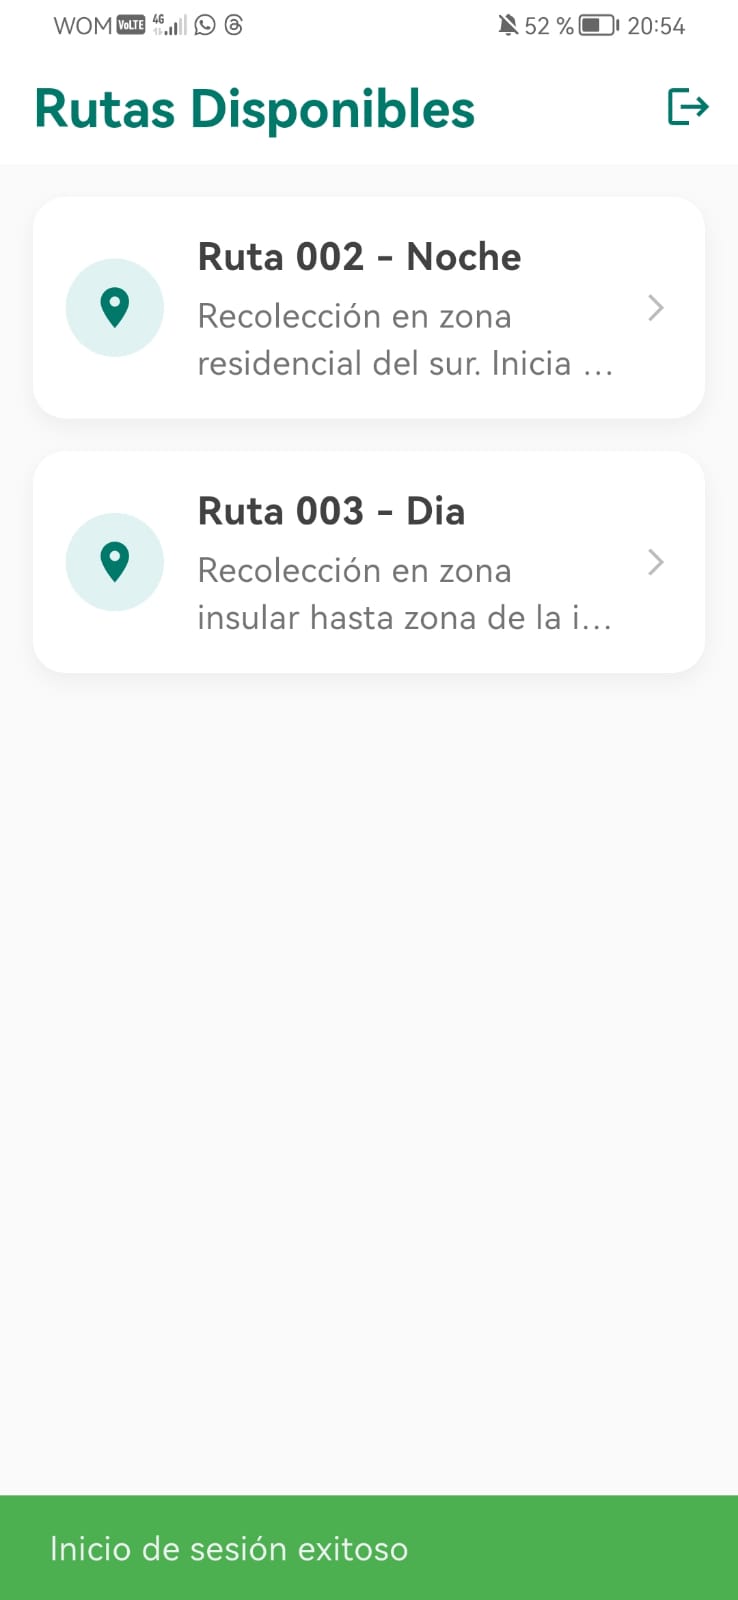 WOM VoLTE 4G 52 % 20:54
Rutas Disponibles
Ruta 002 - Noche
Recolección en zona
residencial del sur. Inicia ...
Ruta 003 - Dia
Recolección en zona
insular hasta zona de la i...
Inicio de sesión exitoso